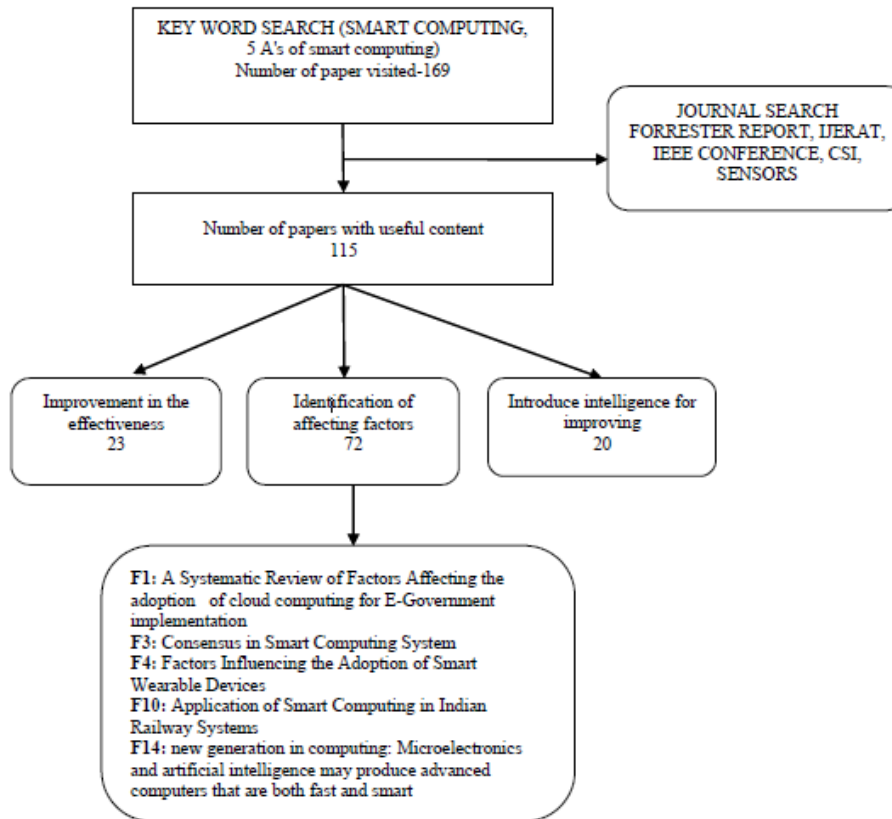 KEY WORD SEARCH (SMART COMPUTING,
5 A's of smart computing)
Number of paper visited-169
JOURNAL SEARCH
FORRESTER REPORT, IJERAT,
IEEE CONFERENCE, CSI,
SENSORS
Number of papers with useful content
115
Improvement in the
effectiveness
23
Identification of
affecting factors
72
Introduce intelligence for
improving
20
F1: A Systematic Review of Factors Affecting the
adoption of cloud computing for E-Government
implementation
F3: Consensus in Smart Computing System
F4: Factors Influencing the Adoption of Smart
Wearable Devices
F10: Application of Smart Computing in Indian
Railway Systems
F14: new generation in computing: Microelectronics
and artificial intelligence may produce advanced
computers that are both fast and smart